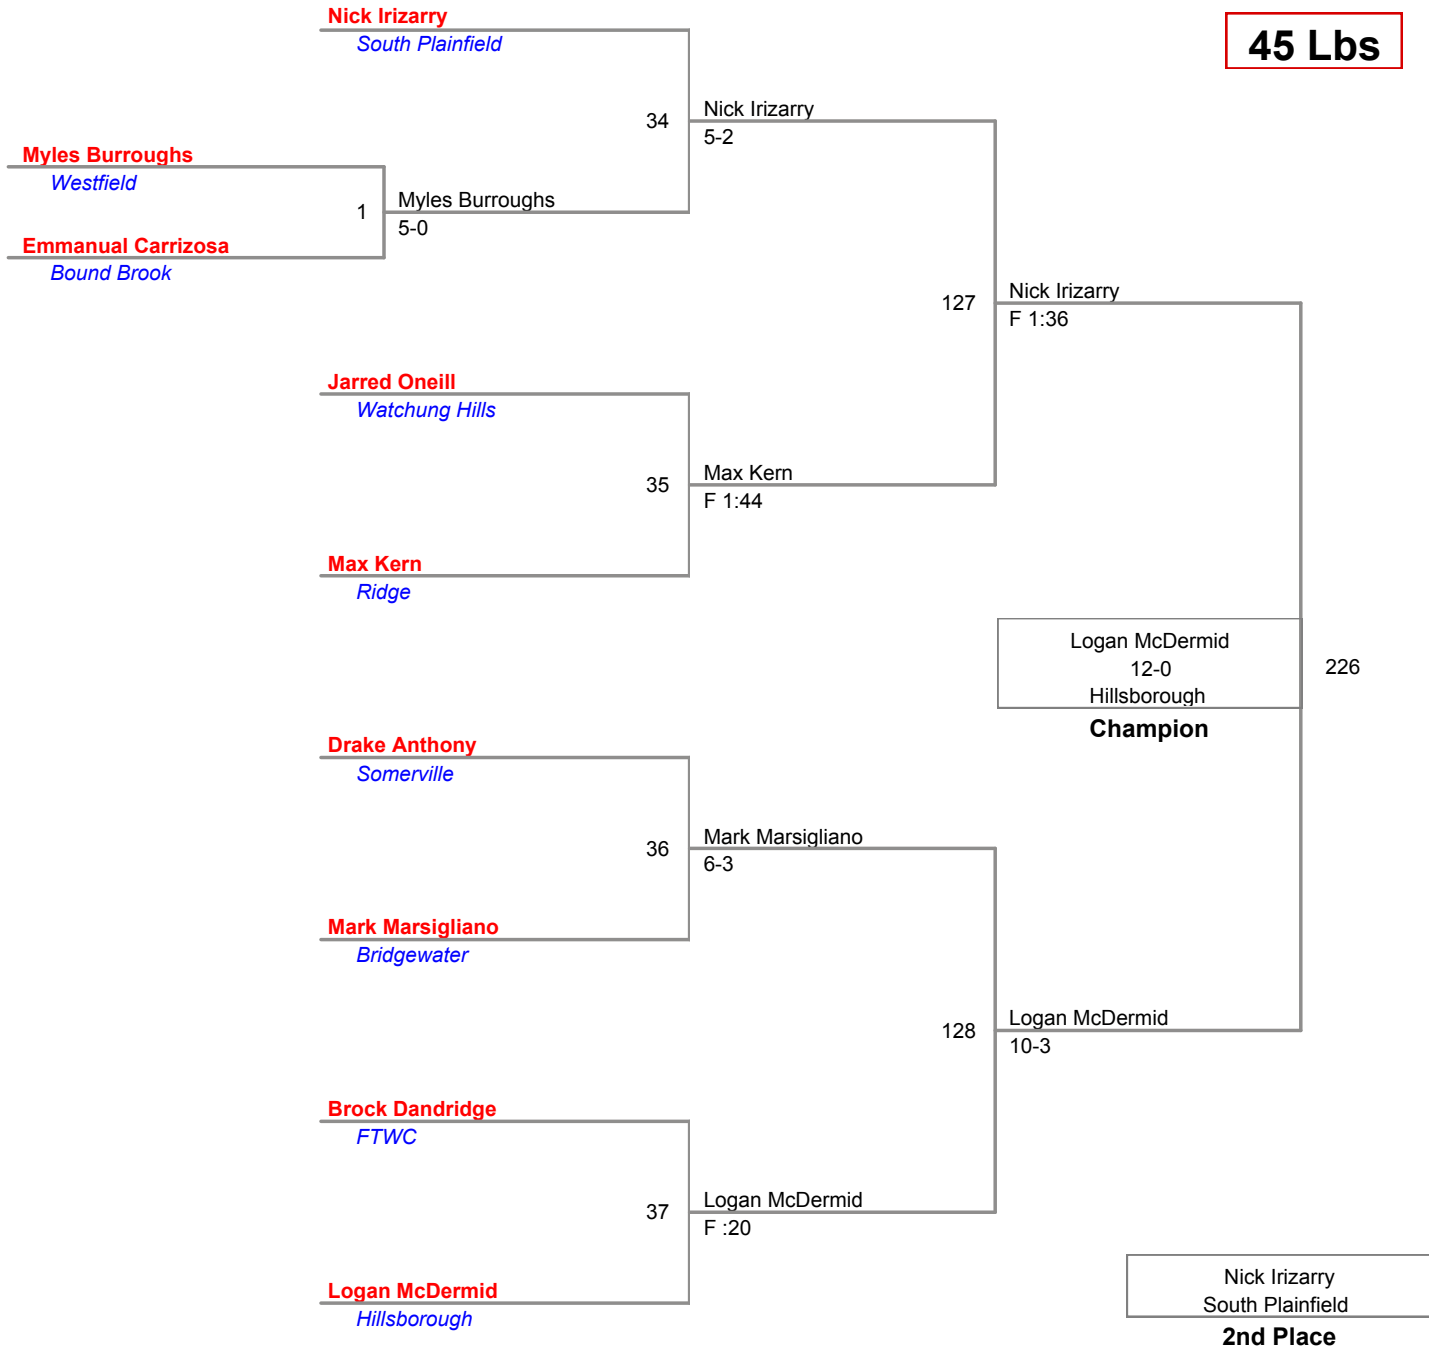 Nick Irizarry
South Plainfield
45 Lbs
34
Nick Irizarry
5-2
Myles Burroughs
Westfield
1
Myles Burroughs
5-0
Emmanual Carrizosa
Bound Brook
127
Nick Irizarry
F 1:36
Jarred Oneill
Watchung Hills
35
Max Kern
F 1:44
Max Kern
Ridge
Logan McDermid
12-0
Hillsborough
226
Champion
Drake Anthony
Somerville
36
Mark Marsigliano
6-3
Mark Marsigliano
Bridgewater
128
Logan McDermid
10-3
Brock Dandridge
FTWC
37
Logan McDermid
F :20
Logan McDermid
Hillsborough
Nick Irizarry
South Plainfield
2nd Place